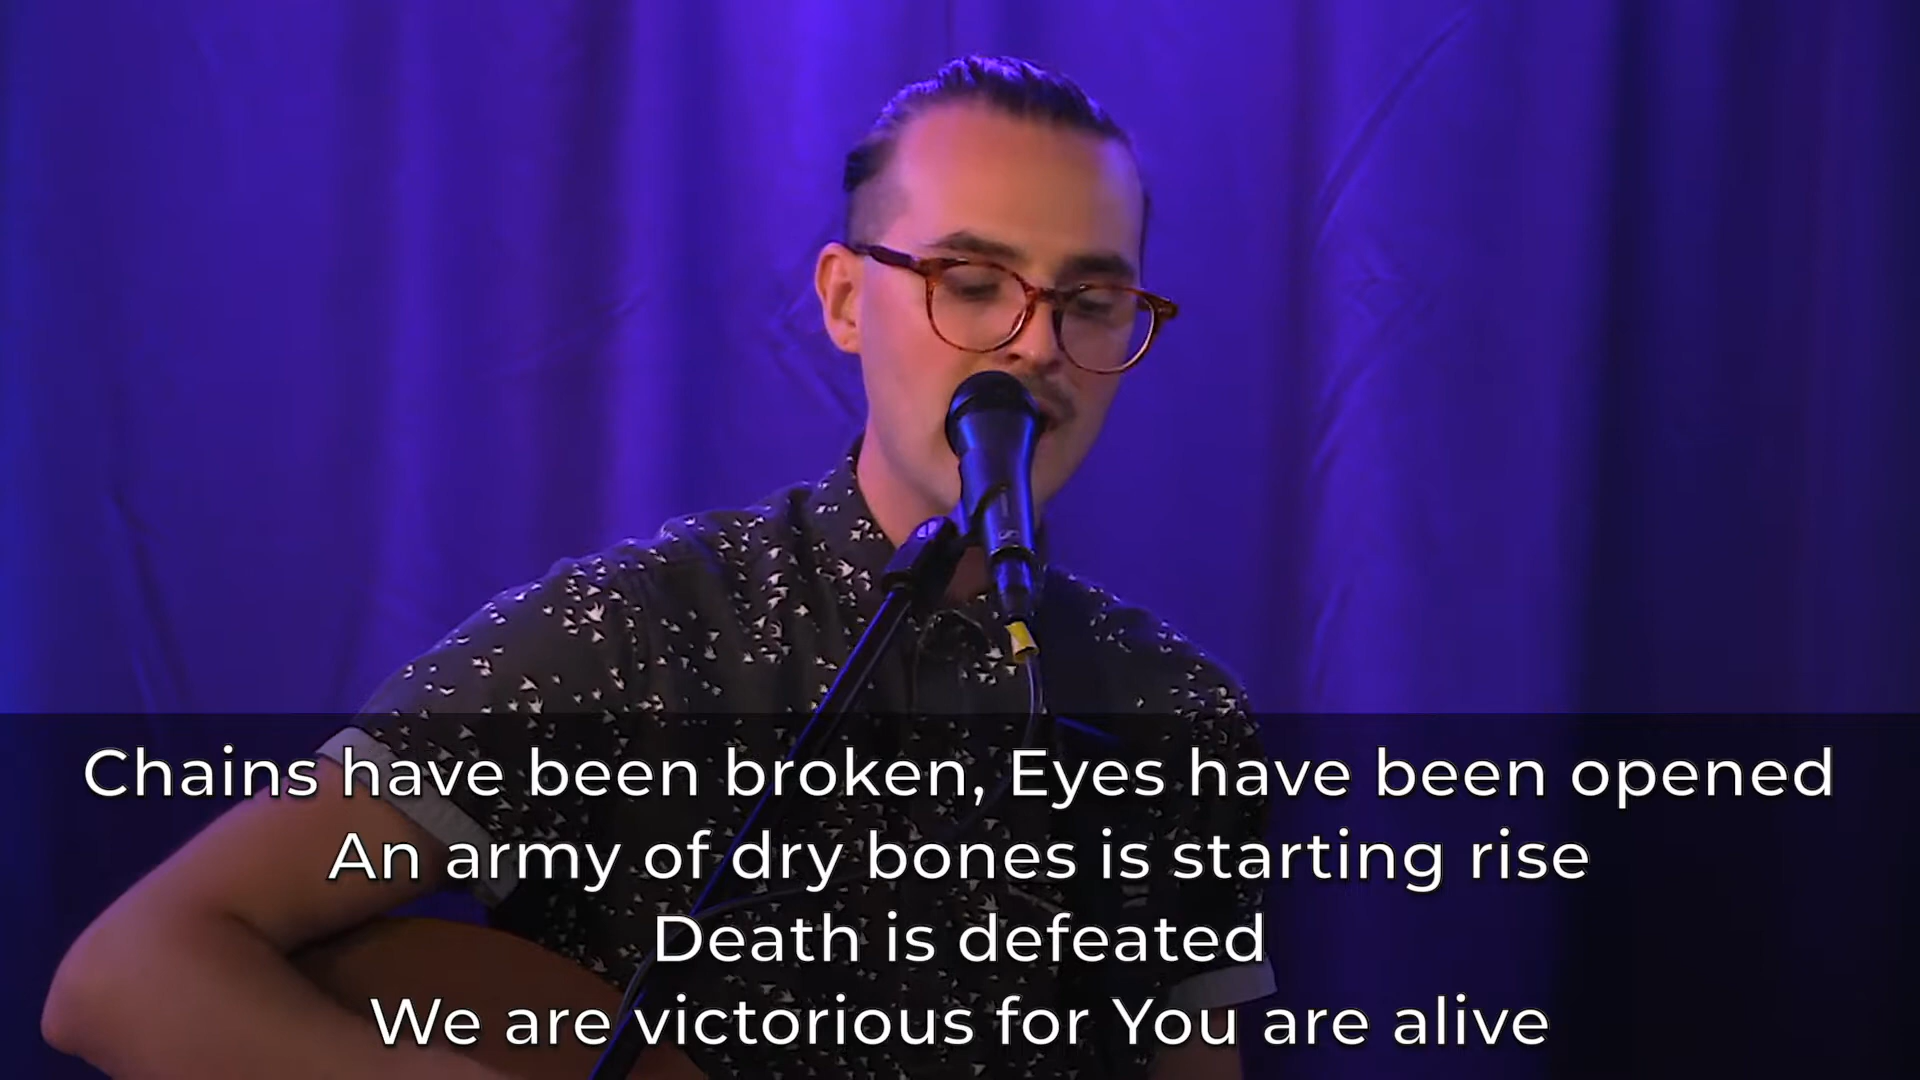 Chains have been broken, Eyes have been opened
An army of dry bones is starting rise
Death is defeated
We are victorious for You are alive